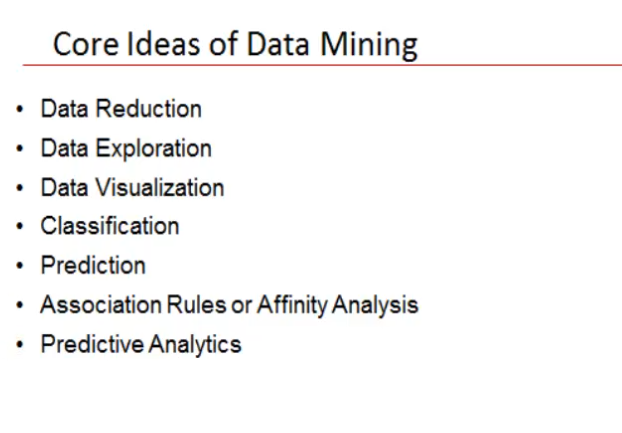 Core Ideas of Data Mining
• Data Reduction
• Data Exploration
• Data Visualization
• Classification
• Prediction
• Association Rules or Affinity Analysis
• Predictive Analytics